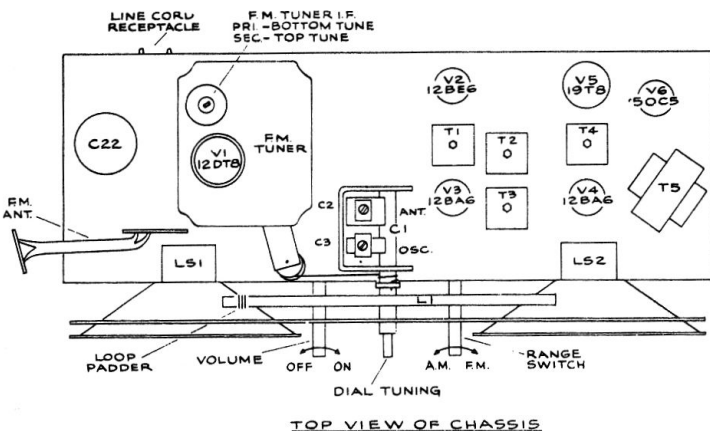 LINE CORD
RECEPTACLE
F.M. TUNER I.F.
PRI.-BOTTOM TUNE
SEC.-TOP TUNE
C22
V1
12DT8
F.M.
TUNER
V2
12BE6
V5
19T8
V6
50C5
T1
T2
T4
V3
12BA6
T3
V4
12BA6
T5
C2
ANT.
C1
C3
OSC.
F.M.
ANT.
LS1
LS2
L1
LOOP
PADDER
VOLUME
OFF ON
DIAL TUNING
A.M. F.M.
RANGE
SWITCH
TOP VIEW OF CHASSIS